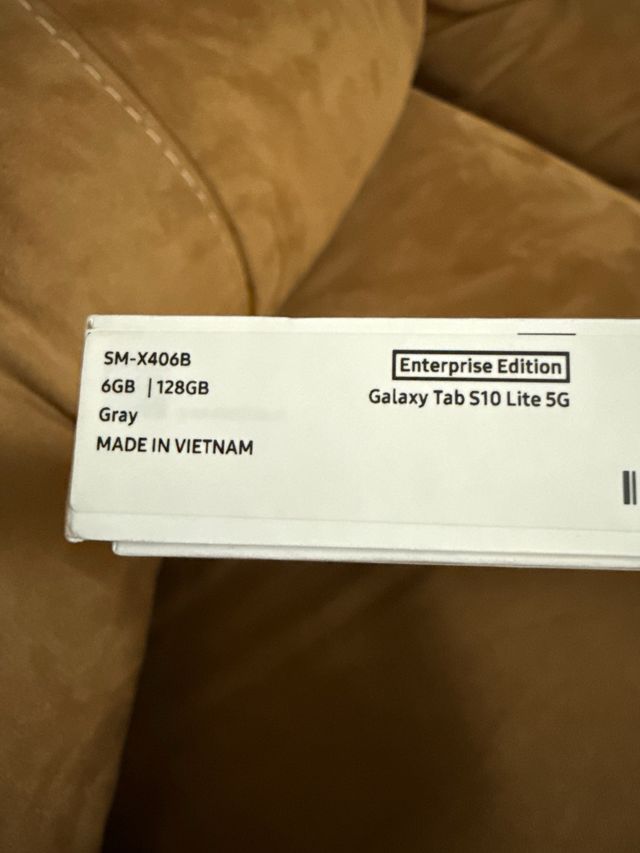 SM-X406B
6GB | 128GB
Gray
MADE IN VIETNAM
Enterprise Edition
Galaxy Tab S10 Lite 5G